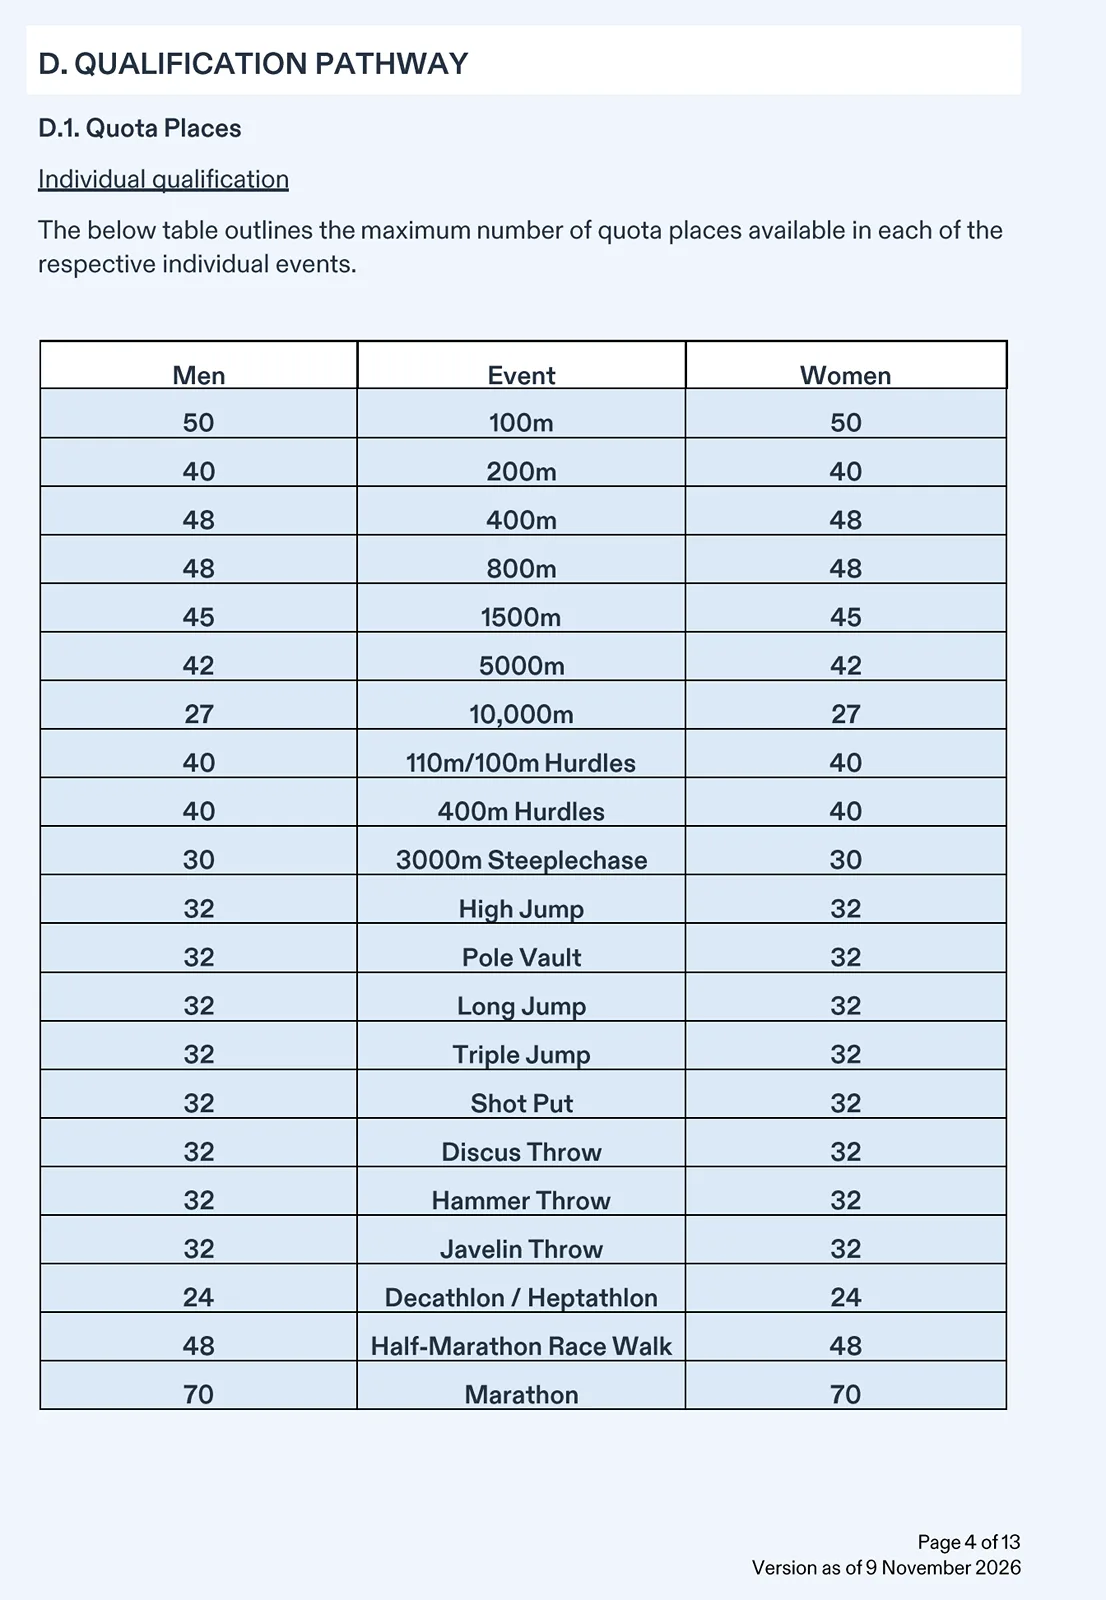 D. QUALIFICATION PATHWAY
D.1. Quota Places
Individual qualification
The below table outlines the maximum number of quota places available in each of the
respective individual events.
Men Event Women
50 100m 50
40 200m 40
48 400m 48
48 800m 48
45 1500m 45
42 5000m 42
27 10,000m 27
40 110m/100m Hurdles 40
40 400m Hurdles 40
30 3000m Steeplechase 30
32 High Jump 32
32 Pole Vault 32
32 Long Jump 32
32 Triple Jump 32
32 Shot Put 32
32 Discus Throw 32
32 Hammer Throw 32
32 Javelin Throw 32
24 Decathlon / Heptathlon 24
48 Half-Marathon Race Walk 48
70 Marathon 70
Page 4 of 13
Version as of 9 November 2026